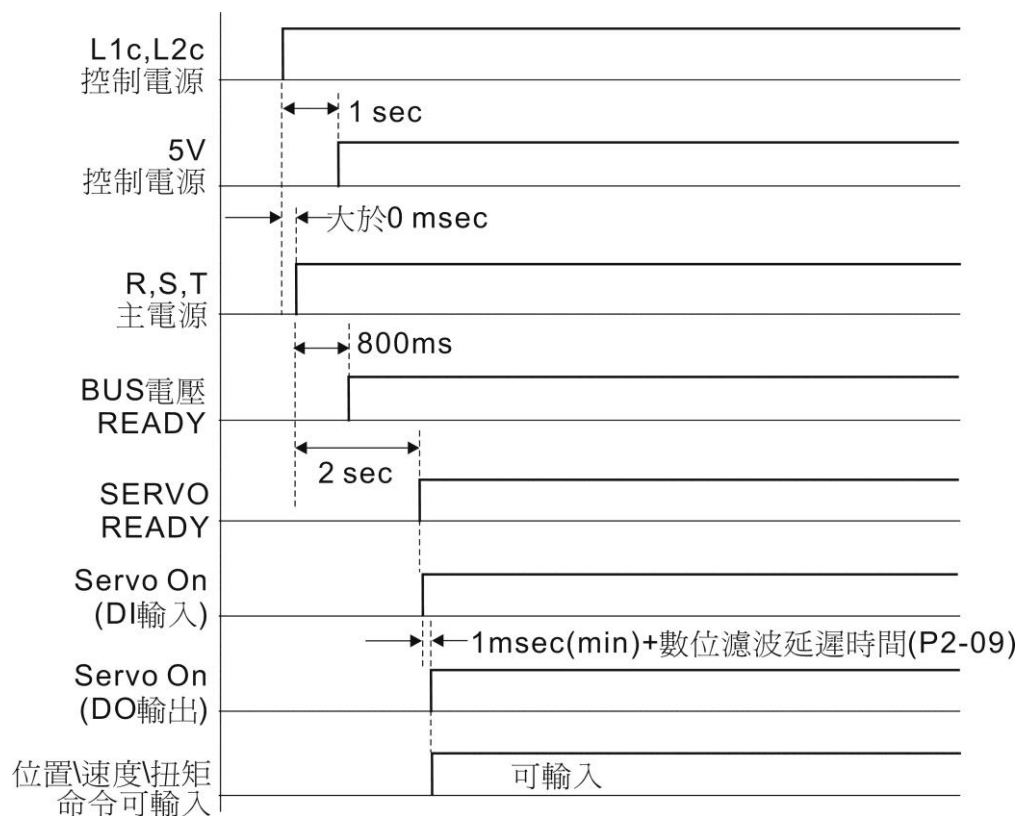 L1c,L2c
控制電源
1 sec
5V
控制電源
大於0 msec
R,S,T
主電源
800ms
BUS電壓
READY
2 sec
SERVO
READY
Servo On
(DI輸入)
1msec(min)+數位濾波延遲時間(P2-09)
Servo On
(DO輸出)
位置\速度\扭矩
命令可輸入
可輸入